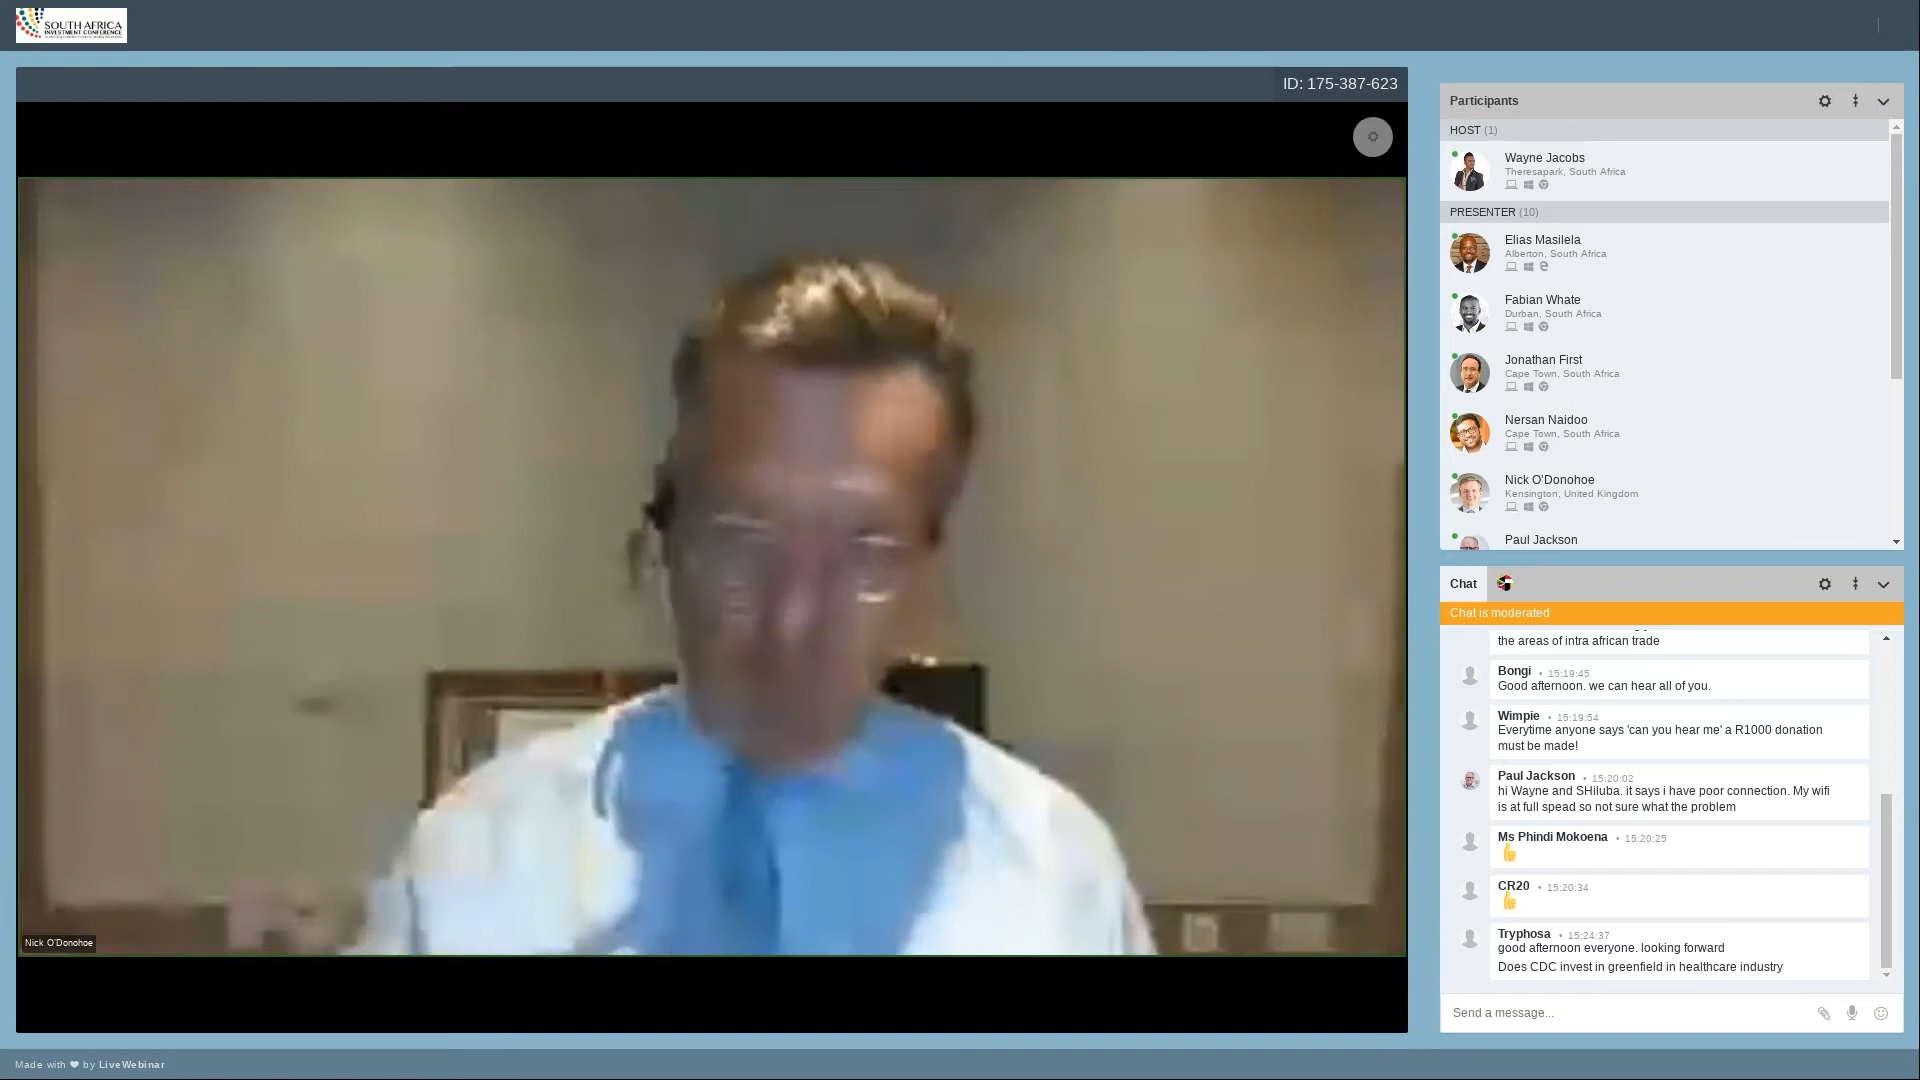 SOUTH AFRICA
INVESTMENT CONFERENCE
ID: 175-387-623
Nick O'Donohoe
Participants
HOST (1)
Wayne Jacobs
Theresapark, South Africa
PRESENTER (10)
Elias Masilela
Alberton, South Africa
Fabian Whate
Durban, South Africa
Jonathan First
Cape Town, South Africa
Nersan Naidoo
Cape Town, South Africa
Nick O'Donohoe
Kensington, United Kingdom
Paul Jackson
Chat
Chat is moderated
the areas of intra african trade
Bongi • 15:19:45
Good afternoon. we can hear all of you.
Wimpie • 15:19:54
Everytime anyone says 'can you hear me' a R1000 donation
must be made!
Paul Jackson • 15:20:02
hi Wayne and SHiluba. it says i have poor connection. My wifi
is at full spead so not sure what the problem
Ms Phindi Mokoena • 15:20:25
CR20 • 15:20:34
Tryphosa • 15:24:37
good afternoon everyone. looking forward
Does CDC invest in greenfield in healthcare industry
Send a message...
Made with by LiveWebinar